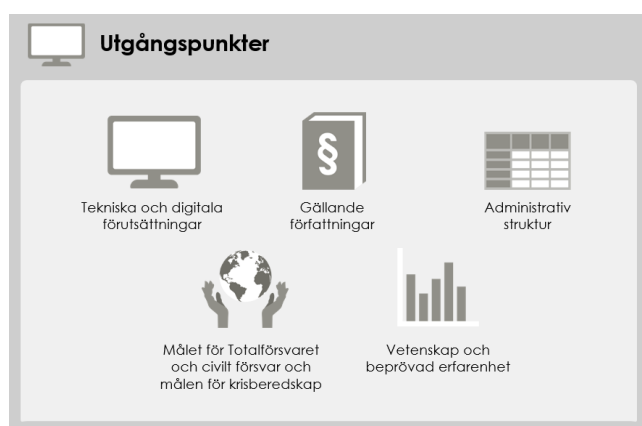 Utgångspunkter
Tekniska och digitala
förutsättningar
§
Gällande
författningar
Administrativ
struktur
Målet för Totalförsvaret
och civilt försvar och
målen för krisberedskap
Vetenskap och
beprövad erfarenhet